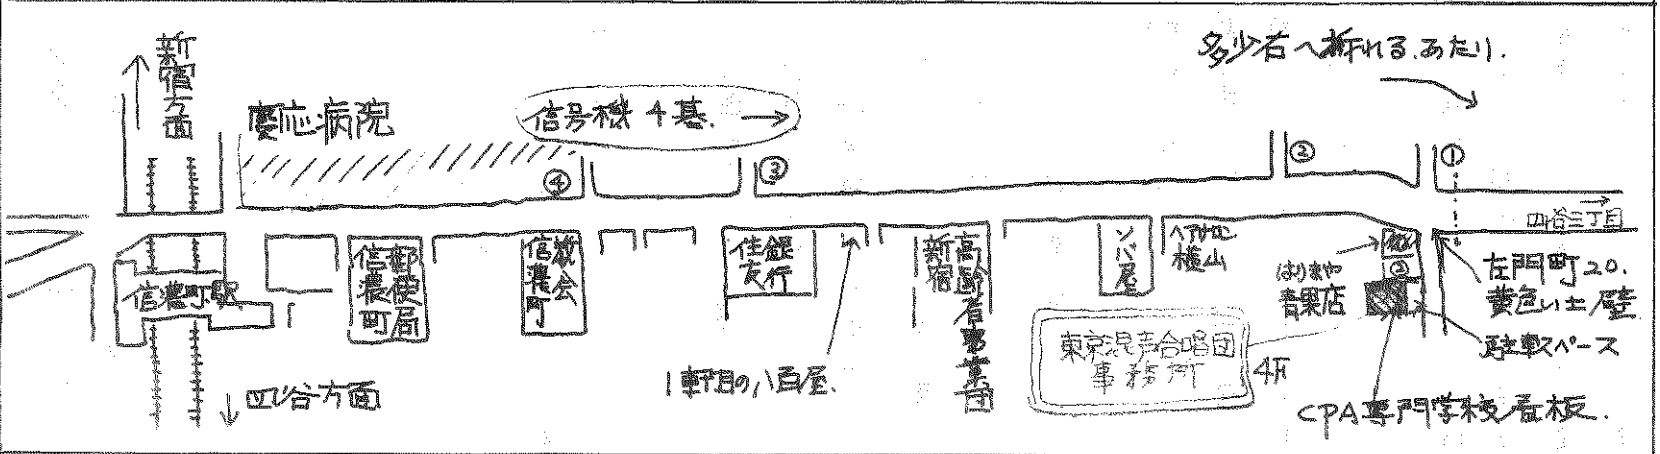 新宿方面
慶応病院
信号機 4基. →
多少右へ折れる.あたり.
④
③
②
①
四谷三丁目
信濃町駅
信濃町
郵便局
信濃町
教会
住友
銀行
新宿
高齢者事業団
ソバ屋
ヘアサロン
横山
はりまや
青果店
②
左門町20.
黄色い土壁
駐車スペース
東京混声合唱団
事務所
4F
1軒目の八百屋.
四谷方面
CPA専門学校看板.